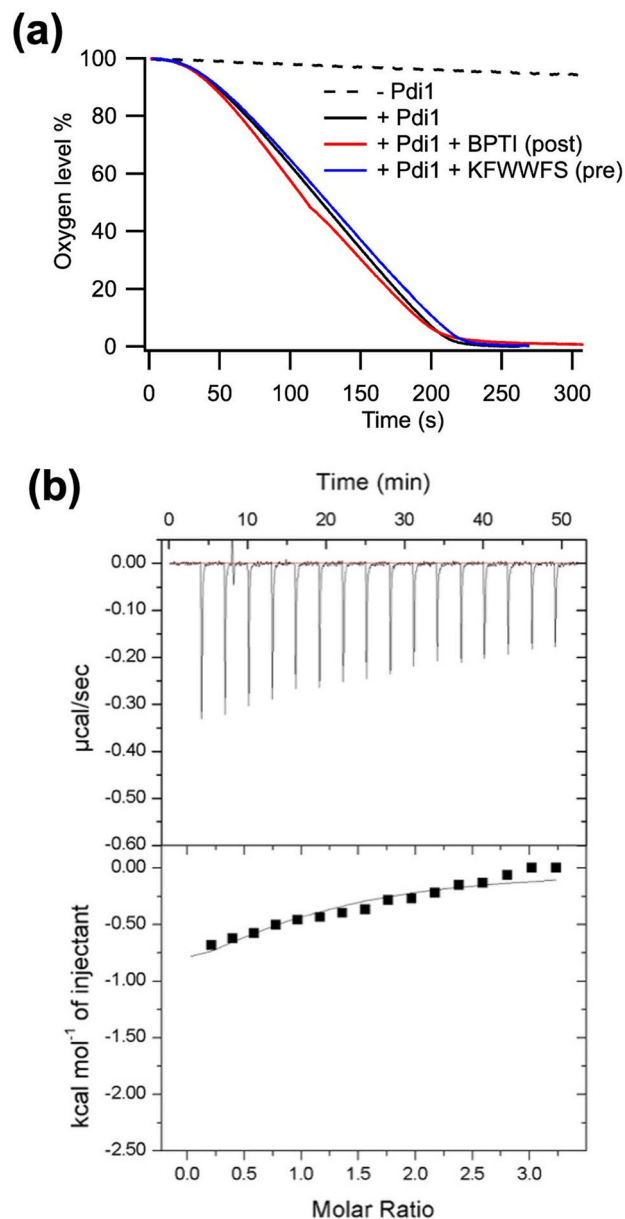 (a)
100
80
60
40
20
0
Oxygen level %
- Pdi1
+ Pdi1
+ Pdi1 + BPTI (post)
+ Pdi1 + KFWWFS (pre)
0 50 100 150 200 250 300
Time (s)
(b)
Time (min)
0 10 20 30 40 50
0.00
-0.10
-0.20
-0.30
-0.40
-0.50
-0.60
µcal/sec
0.00
-0.50
-1.00
-1.50
-2.00
-2.50
kcal mol⁻¹ of injectant
0.0 0.5 1.0 1.5 2.0 2.5 3.0
Molar Ratio